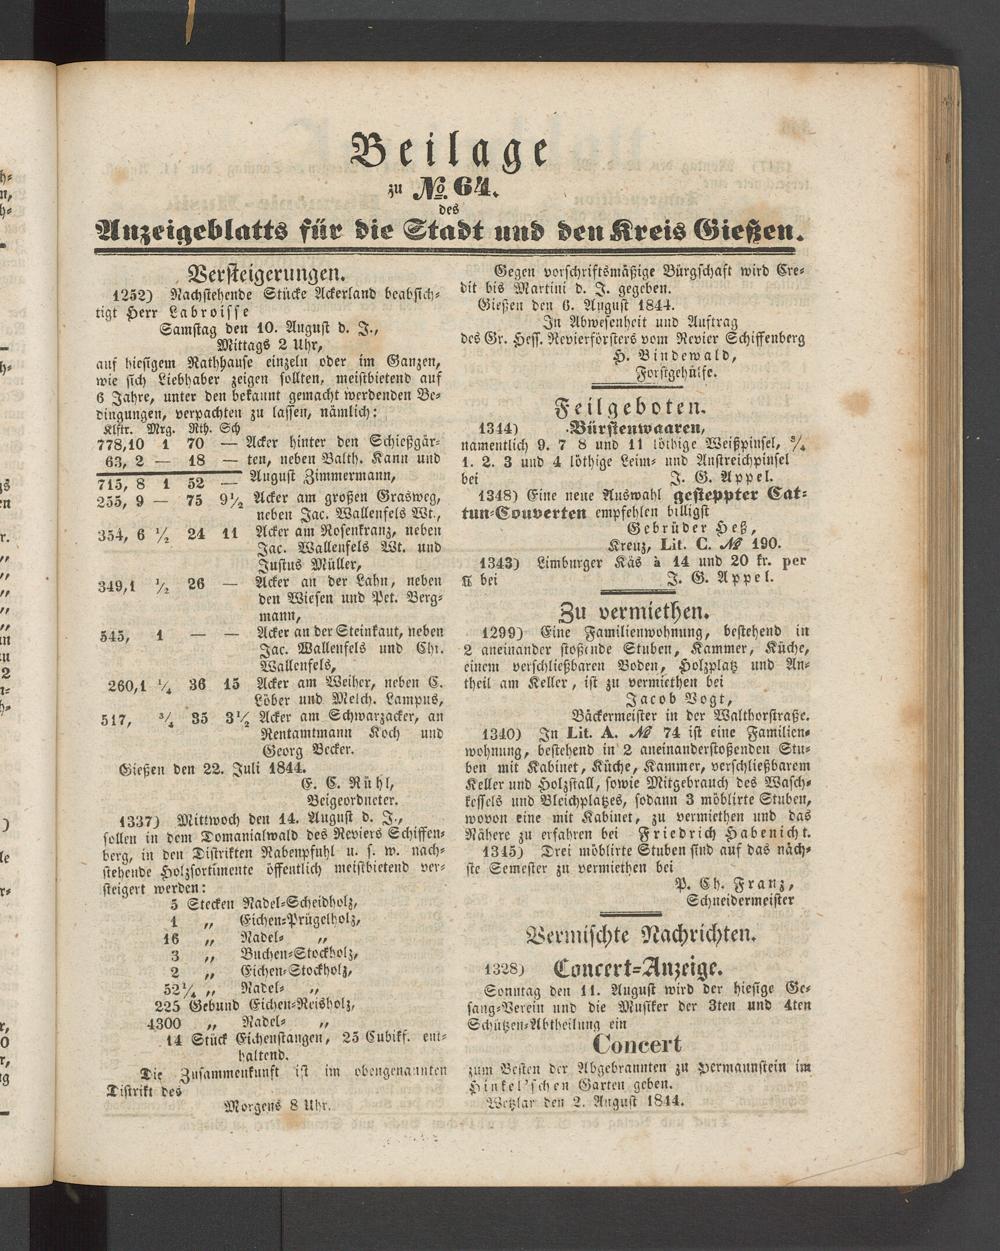 Beilage
zu No. 64.
des
Anzeigeblatts für die Stadt und den Kreis Gießen.
Versteigerungen.
1252) Nachstehende Stücke Ackerland beabsich-
tigt Herr Labroisse
Samstag den 10. August d. J.,
Mittags 2 Uhr,
auf hiesigem Rathhause einzeln oder im Ganzen,
wie sich Liebhaber zeigen sollten, meistbietend auf
6 Jahre, unter den bekannt gemacht werdenden Be-
dingungen, verpachten zu lassen, nämlich:
Klftr. Mrg. Rth. Sch
778,10 1 70 — Acker hinter den Schießgär-
63, 2 — 18 — ten, neben Balth. Kann und
715, 8 1 52 — August Zimmermann,
255, 9 — 75 9½ Acker am großen Grasweg,
neben Jac. Wallenfels Wt.,
354, 6 ½ 24 11 Acker am Rosenkranz, neben
Jac. Wallenfels Wt. und
Justus Müller,
349,1 ½ 26 — Acker an der Lahn, neben
den Wiesen und Pet. Berg-
mann,
545, 1 — — Acker an der Steinkaut, neben
Jac. Wallenfels und Chr.
Wallenfels,
260,1 ¼ 36 15 Acker am Weiher, neben C.
Löber und Melch. Lampus,
517, ¾ 35 3½ Acker am Schwarzacker, an
Rentamtmann Koch und
Georg Becker.
Gießen den 22. Juli 1844.
E. C. Rühl,
Beigeordneter.
1337) Mittwoch den 14. August d. J.,
sollen in dem Domanialwald des Reviers Schiffen-
berg, in den Distrikten Rabenpfuhl u. s. w. nach-
stehende Holzsortimente öffentlich meistbietend ver-
steigert werden:
5 Stecken Nadel-Scheidholz,
1 „ Eichen-Prügelholz,
16 „ Nadel- „
3 „ Buchen-Stockholz,
2 „ Eichen-Stockholz,
52¼ „ Nadel- „
225 Gebund Eichen-Reisholz,
4300 „ Nadel- „
14 Stück Eichenstangen, 25 Cubikf. ent-
haltend.
Die Zusammenkunft ist im obengenannten
Distrikt des
Morgens 8 Uhr.
Gegen vorschriftsmäßige Bürgschaft wird Cre-
dit bis Martini d. J. gegeben.
Gießen den 6. August 1844.
In Abwesenheit und Auftrag
des Gr. Hess. Revierförsters vom Revier Schiffenberg
H. Bindewald,
Forstgehülfe.
Feilgeboten.
1344) Bürstenwaaren,
namentlich 9. 7 8 und 11 löthige Weißpinsel, ¾
1. 2. 3 und 4 löthige Leim- und Anstreichpinsel
bei J. G. Appel.
1348) Eine neue Auswahl gesteppter Cat-
tun-Couverten empfehlen billigst
Gebrüder Heß,
Kreuz, Lit. C. № 190.
1343) Limburger Käs à 14 und 20 kr. per
℔ bei J. G. Appel.
Zu vermiethen.
1299) Eine Familienwohnung, bestehend in
2 aneinander stoßende Stuben, Kammer, Küche,
einem verschließbaren Boden, Holzplatz und An-
theil am Keller, ist zu vermiethen bei
Jacob Vogt,
Bäckermeister in der Wallthorstraße.
1340) In Lit. A. № 74 ist eine Familien-
wohnung, bestehend in 2 aneinanderstoßenden Stu-
ben mit Kabinet, Küche, Kammer, verschließbarem
Keller und Holzstall, sowie Mitgebrauch des Wasch-
kessels und Bleichplatzes, sodann 3 möblirte Stuben,
wovon eine mit Kabinet, zu vermiethen und das
Nähere zu erfahren bei Friedrich Habenicht.
1345) Drei möblirte Stuben sind auf das näch-
ste Semester zu vermiethen bei
P. Ch. Franz,
Schneidermeister
Vermischte Nachrichten.
1328) Concert-Anzeige.
Sonntag den 11. August wird der hiesige Ge-
sang-Verein und die Musiker der 3ten und 4ten
Schützen-Abtheilung ein
Concert
zum Besten der Abgebrannten zu Hermannstein im
Hinkel'schen Garten geben.
Wetzlar den 2. August 1844.